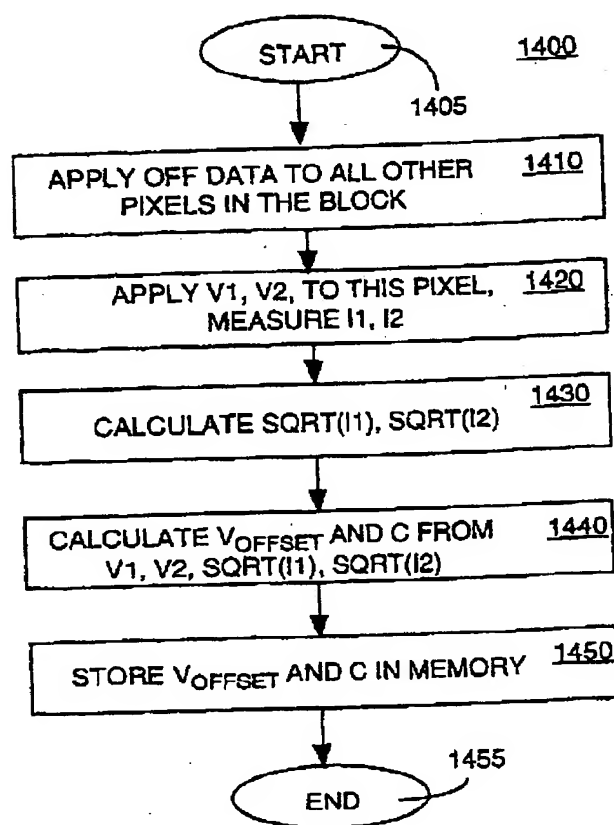 START
1400
1405
APPLY OFF DATA TO ALL OTHER 1410
PIXELS IN THE BLOCK
APPLY V1, V2, TO THIS PIXEL, 1420
MEASURE I1, I2
1430
CALCULATE SQRT(I1), SQRT(I2)
CALCULATE VOFFSET AND C FROM 1440
V1, V2, SQRT(I1), SQRT(I2)
STORE VOFFSET AND C IN MEMORY 1450
1455
END